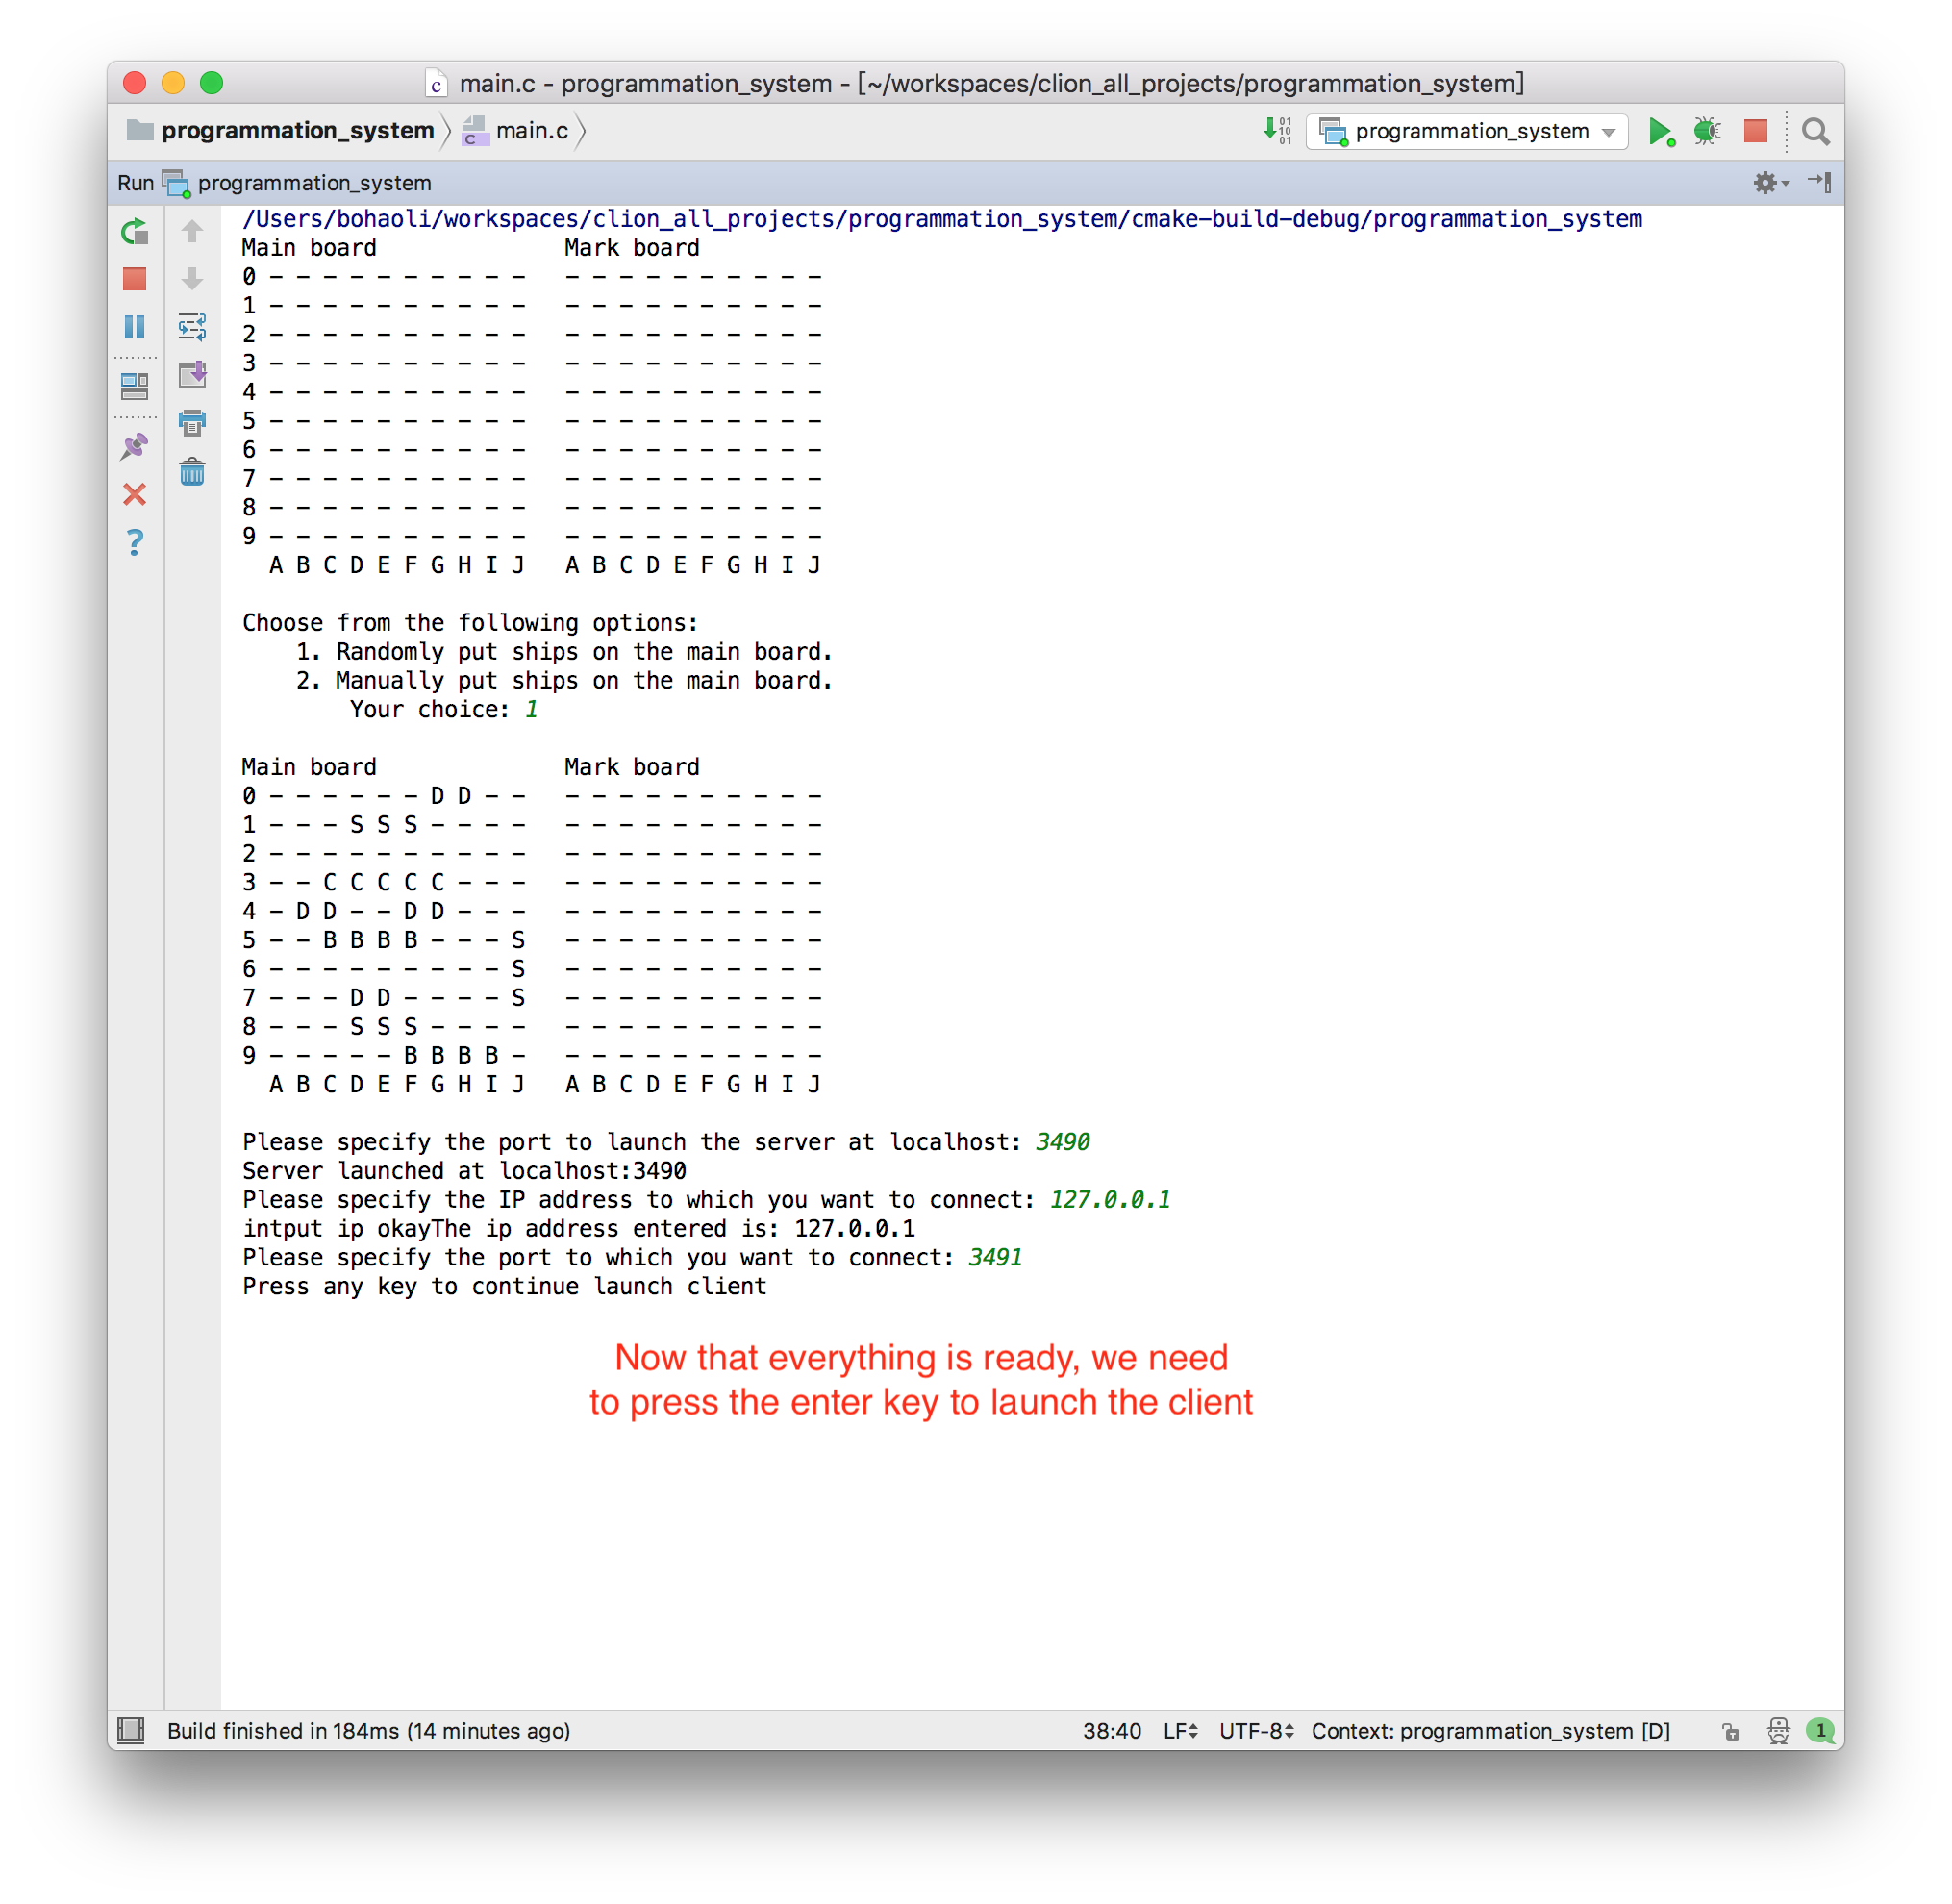 main.c - programmation_system - [~/workspaces/clion_all_projects/programmation_system]
programmation_system main.c programmation_system
Run programmation_system
/Users/bohaoli/workspaces/clion_all_projects/programmation_system/cmake-build-debug/programmation_system
Main board              Mark board
0 - - - - - - - - - -   - - - - - - - - - -
1 - - - - - - - - - -   - - - - - - - - - -
2 - - - - - - - - - -   - - - - - - - - - -
3 - - - - - - - - - -   - - - - - - - - - -
4 - - - - - - - - - -   - - - - - - - - - -
5 - - - - - - - - - -   - - - - - - - - - -
6 - - - - - - - - - -   - - - - - - - - - -
7 - - - - - - - - - -   - - - - - - - - - -
8 - - - - - - - - - -   - - - - - - - - - -
9 - - - - - - - - - -   - - - - - - - - - -
  A B C D E F G H I J   A B C D E F G H I J
Choose from the following options:
    1. Randomly put ships on the main board.
    2. Manually put ships on the main board.
        Your choice: 1
Main board              Mark board
0 - - - - - - D D - -   - - - - - - - - - -
1 - - - S S S - - - -   - - - - - - - - - -
2 - - - - - - - - - -   - - - - - - - - - -
3 - - C C C C C - - -   - - - - - - - - - -
4 - D D - - D D - - -   - - - - - - - - - -
5 - - B B B B - - - S   - - - - - - - - - -
6 - - - - - - - - - S   - - - - - - - - - -
7 - - - D D - - - - S   - - - - - - - - - -
8 - - - S S S - - - -   - - - - - - - - - -
9 - - - - - B B B B -   - - - - - - - - - -
  A B C D E F G H I J   A B C D E F G H I J
Please specify the port to launch the server at localhost: 3490
Server launched at localhost:3490
Please specify the IP address to which you want to connect: 127.0.0.1
intput ip okayThe ip address entered is: 127.0.0.1
Please specify the port to which you want to connect: 3491
Press any key to continue launch client
Now that everything is ready, we need
to press the enter key to launch the client
Build finished in 184ms (14 minutes ago) 38:40 LF UTF-8 Context: programmation_system [D] 1